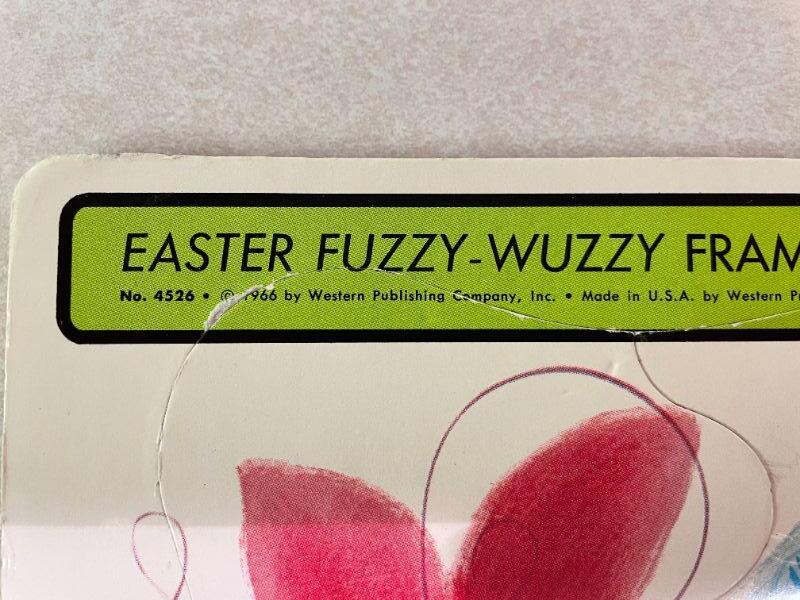 EASTER FUZZY-WUZZY FRAM
No. 4526 • © 1966 by Western Publishing Company, Inc. • Made in U.S.A. by Western